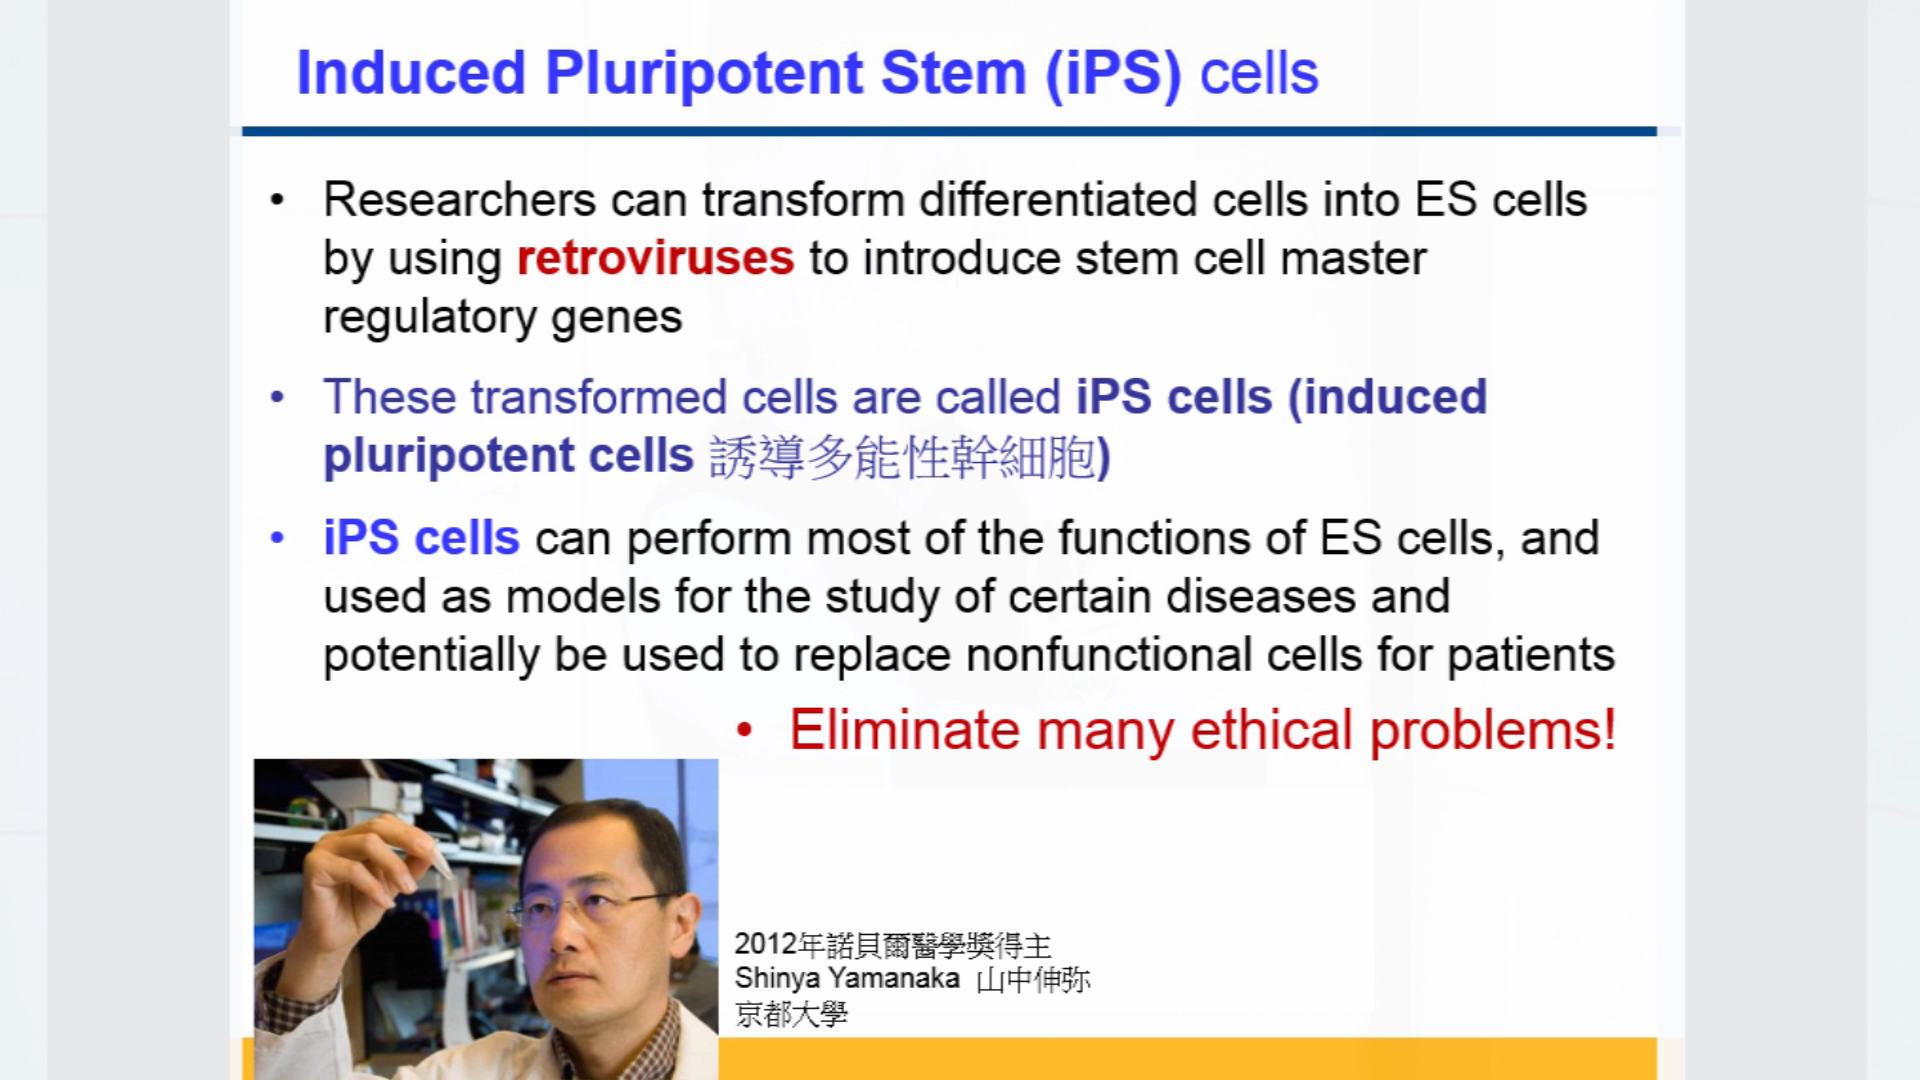 Induced Pluripotent Stem (iPS) cells
• Researchers can transform differentiated cells into ES cells
by using retroviruses to introduce stem cell master
regulatory genes
• These transformed cells are called iPS cells (induced
pluripotent cells 誘導多能性幹細胞)
• iPS cells can perform most of the functions of ES cells, and
used as models for the study of certain diseases and
potentially be used to replace nonfunctional cells for patients
• Eliminate many ethical problems!
2012年諾貝爾醫學獎得主
Shinya Yamanaka 山中伸弥
京都大學